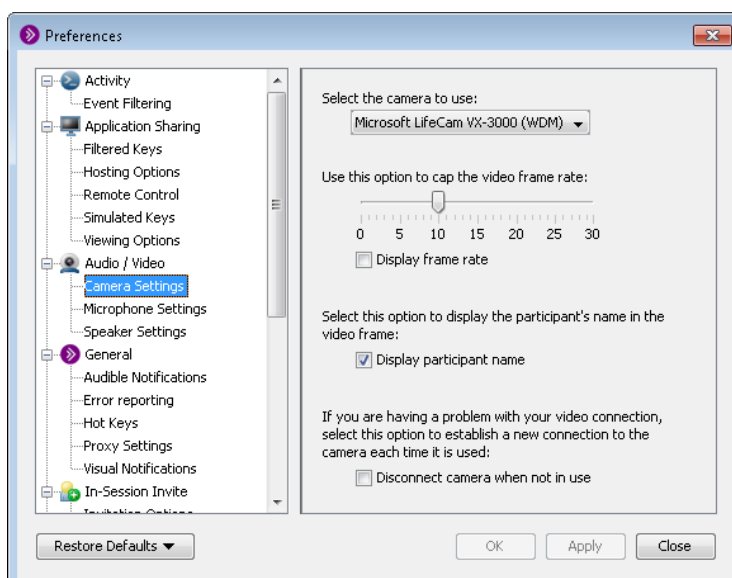 Preferences
Activity
Event Filtering
Application Sharing
Filtered Keys
Hosting Options
Remote Control
Simulated Keys
Viewing Options
Audio / Video
Camera Settings
Microphone Settings
Speaker Settings
General
Audible Notifications
Error reporting
Hot Keys
Proxy Settings
Visual Notifications
In-Session Invite
Invitation Options
Select the camera to use:
Microsoft LifeCam VX-3000 (WDM)
Use this option to cap the video frame rate:
0 5 10 15 20 25 30
Display frame rate
Select this option to display the participant's name in the
video frame:
Display participant name
If you are having a problem with your video connection,
select this option to establish a new connection to the
camera each time it is used:
Disconnect camera when not in use
Restore Defaults
OK
Apply
Close